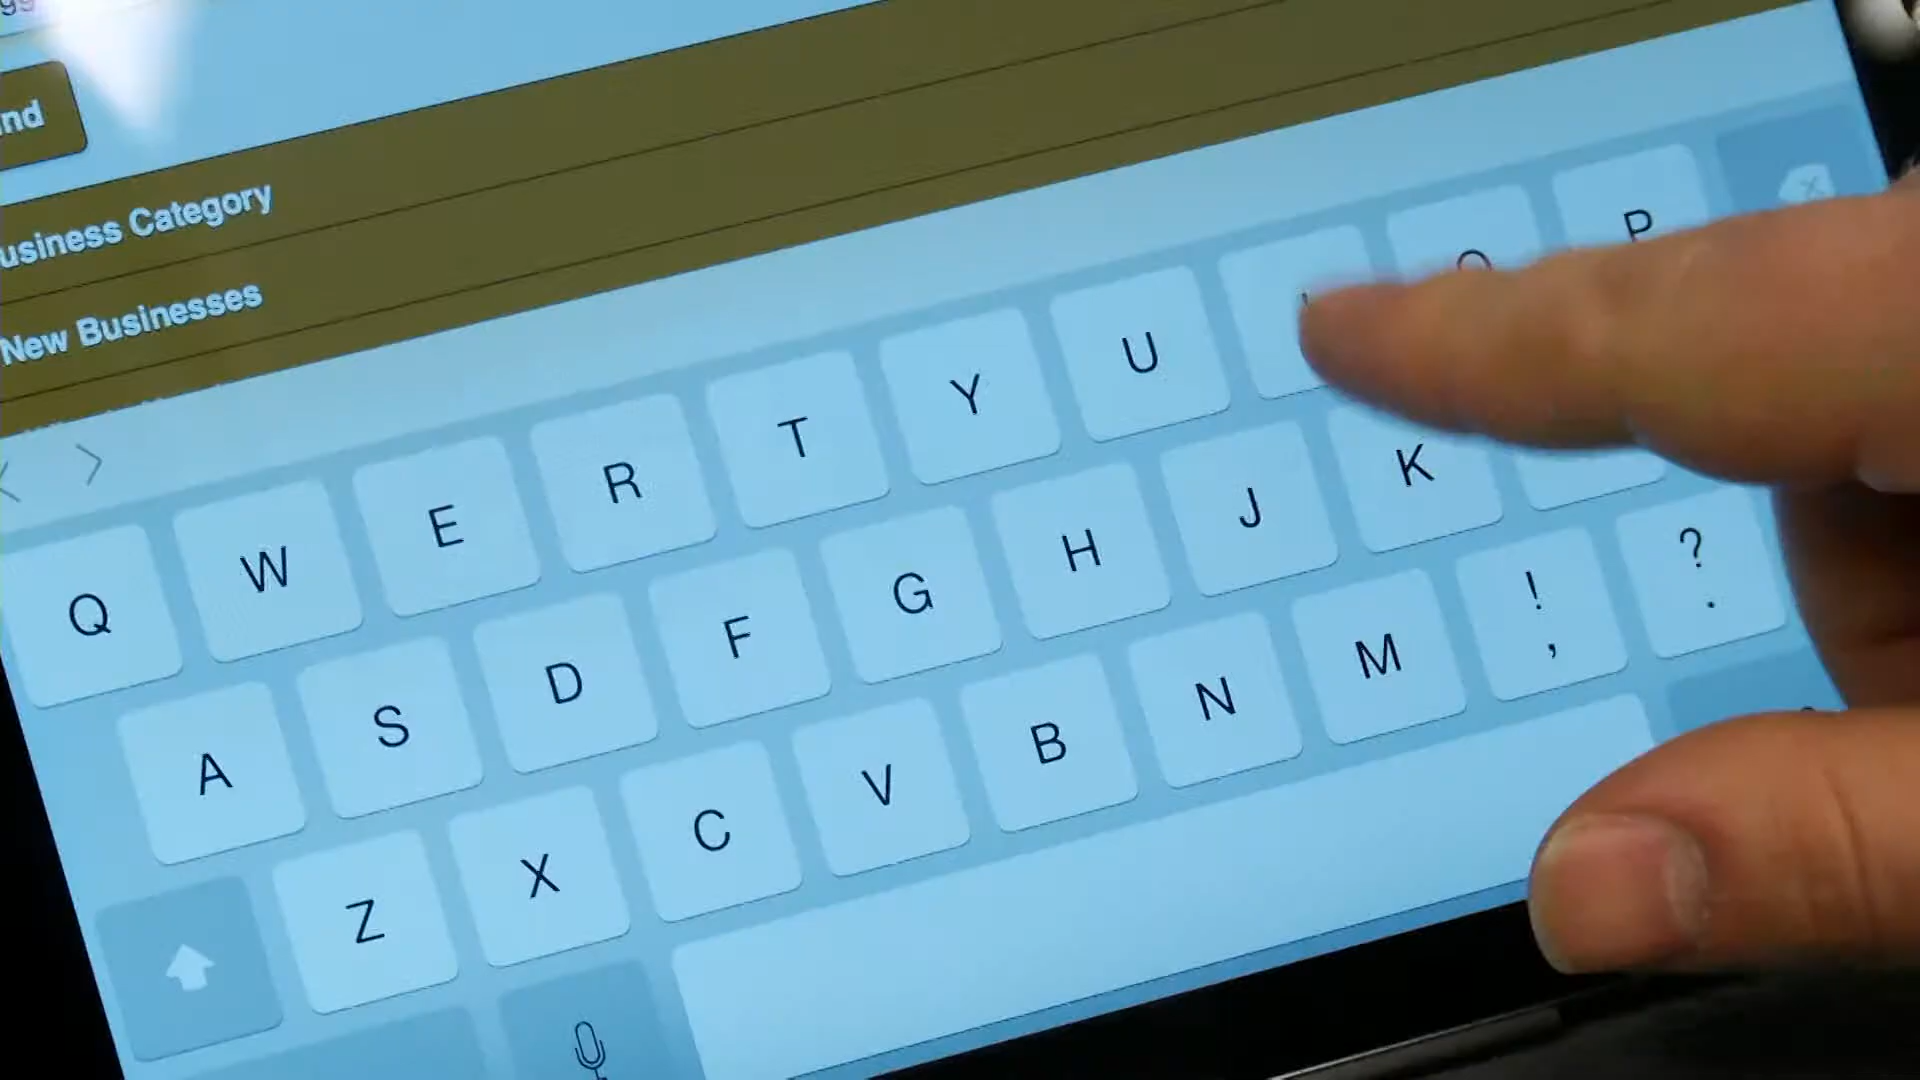 nd
usiness Category
New Businesses
Q W E R T Y U I O P
A S D F G H J K
Z X C V B N M ! , ? .